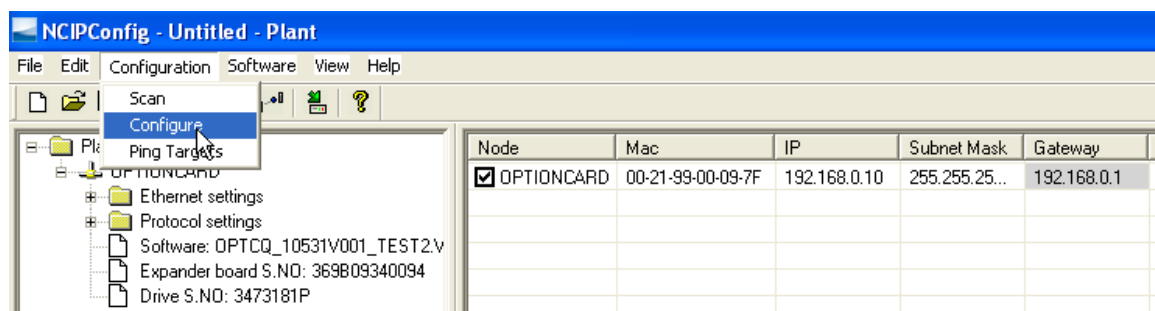 NCIPConfig - Untitled - Plant
File Edit Configuration Software View Help
Scan
Configure
Ping Targets
OPTIONCARD
Ethernet settings
Protocol settings
Software: OPTCQ_10531V001_TEST2.V
Expander board S.NO: 369B09340094
Drive S.NO: 3473181P
Node Mac IP Subnet Mask Gateway
OPTIONCARD 00-21-99-00-09-7F 192.168.0.10 255.255.25... 192.168.0.1